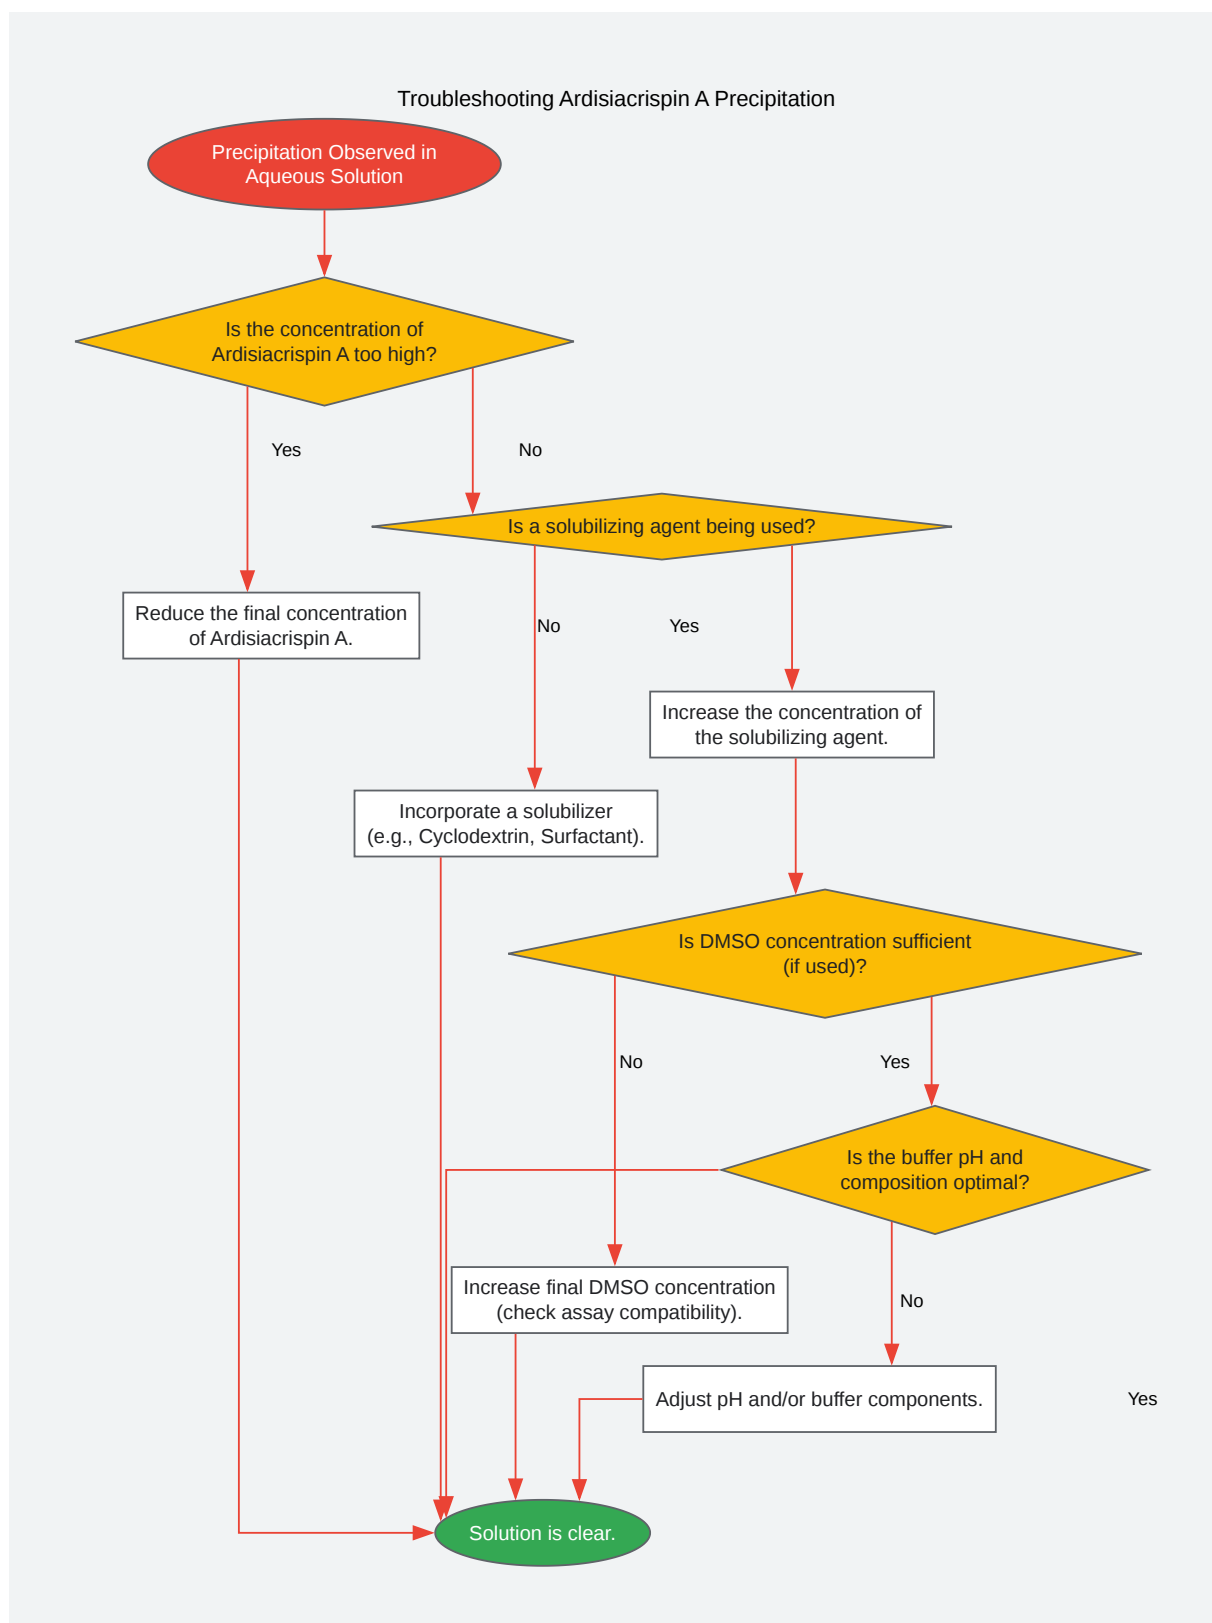 Troubleshooting Ardisiacrispin A Precipitation
Precipitation Observed in
Aqueous Solution
Is the concentration of
Ardisiacrispin A too high?
Yes
No
Is a solubilizing agent being used?
Reduce the final concentration
of Ardisiacrispin A.
No
Yes
Increase the concentration of
the solubilizing agent.
Incorporate a solubilizer
(e.g., Cyclodextrin, Surfactant).
Is DMSO concentration sufficient
(if used)?
No
Yes
Is the buffer pH and
composition optimal?
Increase final DMSO concentration
(check assay compatibility).
No
Adjust pH and/or buffer components.
Yes
Solution is clear.